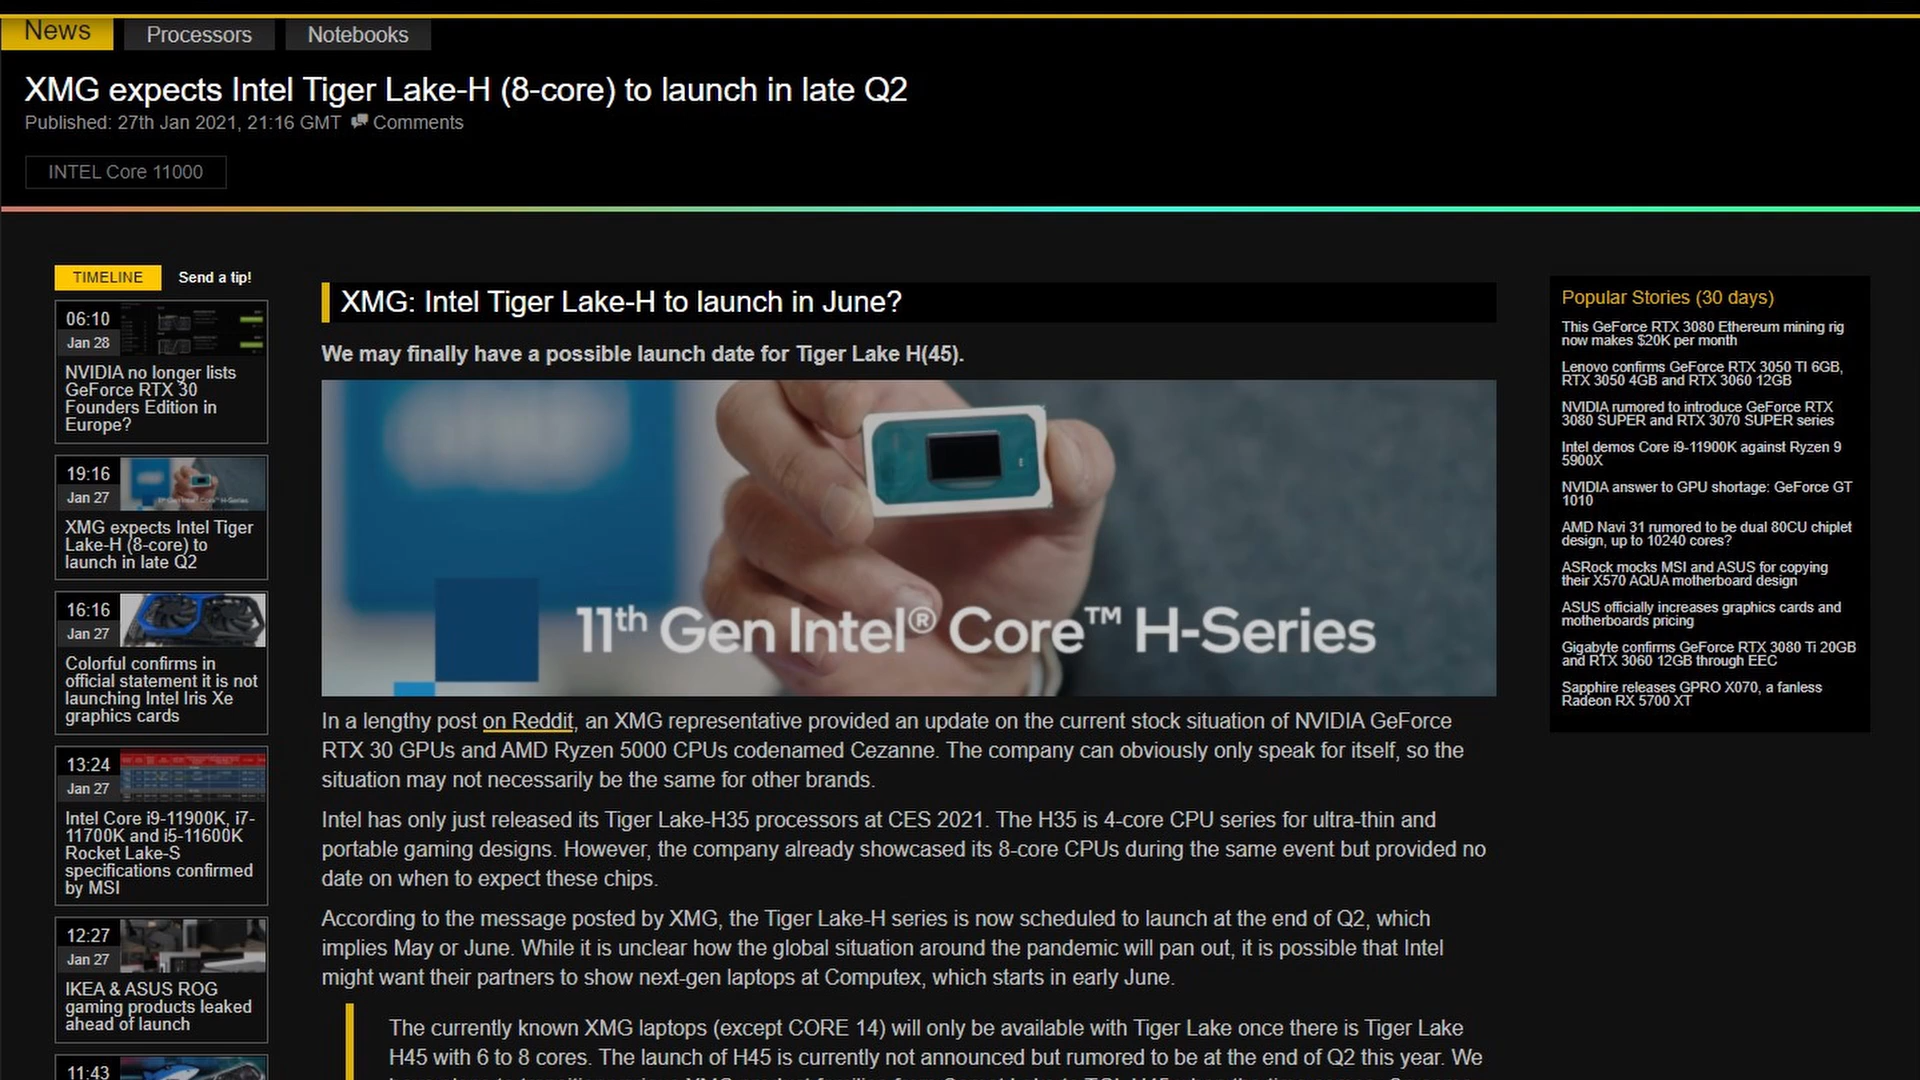 News
Processors
Notebooks
XMG expects Intel Tiger Lake-H (8-core) to launch in late Q2
Published: 27th Jan 2021, 21:16 GMT Comments
INTEL Core 11000
TIMELINE
Send a tip!
06:10
Jan 28
NVIDIA no longer lists
GeForce RTX 30
Founders Edition in
Europe?
19:16
Jan 27
11th Gen Intel® Core™ H-Series
XMG expects Intel Tiger
Lake-H (8-core) to
launch in late Q2
16:16
Jan 27
Colorful confirms in
official statement it is not
launching Intel Iris Xe
graphics cards
13:24
Jan 27
Intel Core i9-11900K, i7-
11700K and i5-11600K
Rocket Lake-S
specifications confirmed
by MSI
12:27
Jan 27
IKEA & ASUS ROG
gaming products leaked
ahead of launch
11:43
XMG: Intel Tiger Lake-H to launch in June?
We may finally have a possible launch date for Tiger Lake H(45).
11th Gen Intel® Core™ H-Series
In a lengthy post on Reddit, an XMG representative provided an update on the current stock situation of NVIDIA GeForce
RTX 30 GPUs and AMD Ryzen 5000 CPUs codenamed Cezanne. The company can obviously only speak for itself, so the
situation may not necessarily be the same for other brands.
Intel has only just released its Tiger Lake-H35 processors at CES 2021. The H35 is 4-core CPU series for ultra-thin and
portable gaming designs. However, the company already showcased its 8-core CPUs during the same event but provided no
date on when to expect these chips.
According to the message posted by XMG, the Tiger Lake-H series is now scheduled to launch at the end of Q2, which
implies May or June. While it is unclear how the global situation around the pandemic will pan out, it is possible that Intel
might want their partners to show next-gen laptops at Computex, which starts in early June.
The currently known XMG laptops (except CORE 14) will only be available with Tiger Lake once there is Tiger Lake
H45 with 6 to 8 cores. The launch of H45 is currently not announced but rumored to be at the end of Q2 this year. We
Popular Stories (30 days)
This GeForce RTX 3080 Ethereum mining rig
now makes $20K per month
Lenovo confirms GeForce RTX 3050 TI 6GB,
RTX 3050 4GB and RTX 3060 12GB
NVIDIA rumored to introduce GeForce RTX
3080 SUPER and RTX 3070 SUPER series
Intel demos Core i9-11900K against Ryzen 9
5900X
NVIDIA answer to GPU shortage: GeForce GT
1010
AMD Navi 31 rumored to be dual 80CU chiplet
design, up to 10240 cores?
ASRock mocks MSI and ASUS for copying
their X570 AQUA motherboard design
ASUS officially increases graphics cards and
motherboards pricing
Gigabyte confirms GeForce RTX 3080 Ti 20GB
and RTX 3060 12GB through EEC
Sapphire releases GPRO X070, a fanless
Radeon RX 5700 XT